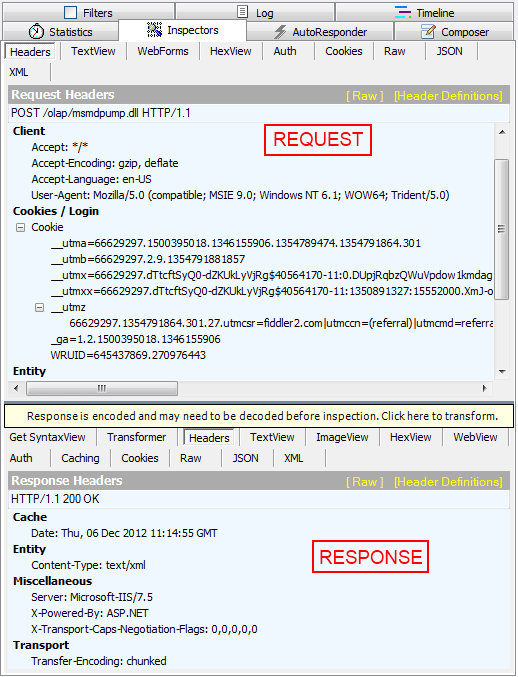 Filters Log Timeline
Statistics Inspectors AutoResponder Composer
Headers TextView WebForms HexView Auth Cookies Raw JSON
XML
Request Headers [ Raw ] [Header Definitions]
POST /olap/msmdpump.dll HTTP/1.1
Client
REQUEST
Accept: */*
Accept-Encoding: gzip, deflate
Accept-Language: en-US
User-Agent: Mozilla/5.0 (compatible; MSIE 9.0; Windows NT 6.1; WOW64; Trident/5.0)
Cookies / Login
Cookie
__utma=66629297.1500395018.1346155906.1354789474.1354791864.301
__utmb=66629297.2.9.1354791881857
__utmx=66629297.dTtcftSyQ0-dZKUkLyVjRg$40564170-11:0.DUpjRqbzQWuVpdow1kmdag
__utmxx=66629297.dTtcftSyQ0-dZKUkLyVjRg$40564170-11:1350891327:15552000.XmJ-o
__utmz
66629297.1354791864.301.27.utmcsr=fiddler2.com|utmccn=(referral)|utmcmd=referra
_ga=1.2.1500395018.1346155906
WRUID=645437869.270976443
Entity
Response is encoded and may need to be decoded before inspection. Click here to transform.
Get SyntaxView Transformer Headers TextView ImageView HexView WebView
Auth Caching Cookies Raw JSON XML
Response Headers [ Raw ] [Header Definitions]
HTTP/1.1 200 OK
Cache
Date: Thu, 06 Dec 2012 11:14:55 GMT
Entity
RESPONSE
Content-Type: text/xml
Miscellaneous
Server: Microsoft-IIS/7.5
X-Powered-By: ASP.NET
X-Transport-Caps-Negotiation-Flags: 0,0,0,0,0
Transport
Transfer-Encoding: chunked